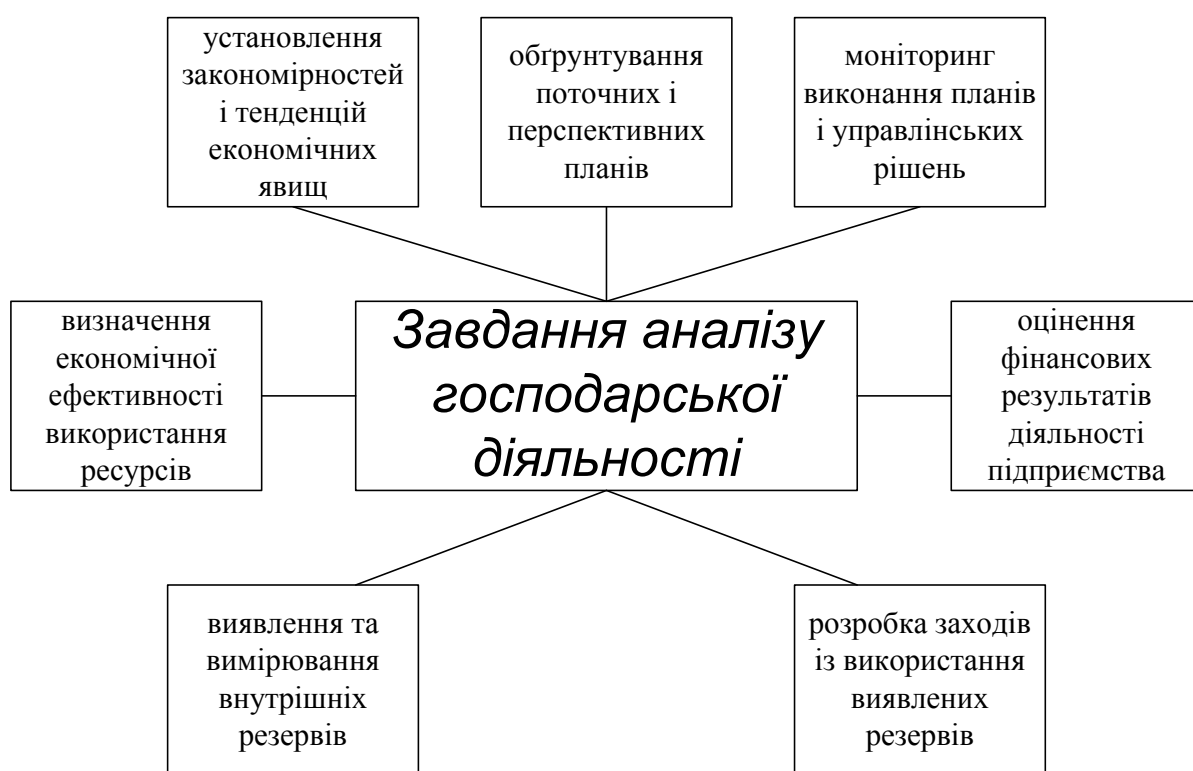 установлення
закономірностей
і тенденцій
економічних
явищ
обґрунтування
поточних і
перспективних
планів
моніторинг
виконання планів
і управлінських
рішень
визначення
економічної
ефективності
використання
ресурсів
Завдання аналізу
господарської
діяльності
оцінення
фінансових
результатів
діяльності
підприємства
виявлення та
вимірювання
внутрішніх
резервів
розробка заходів
із використання
виявлених
резервів